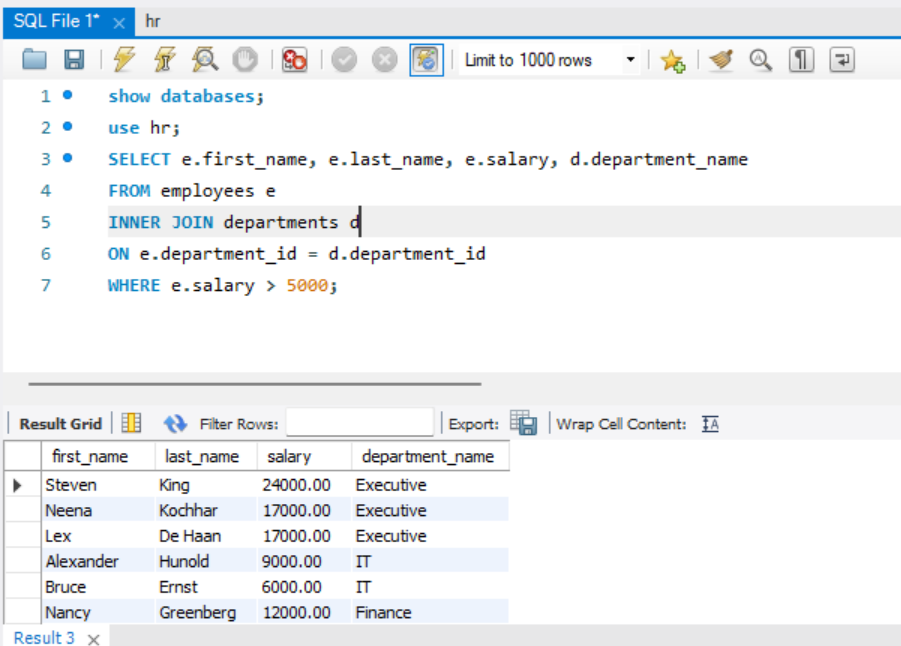 SQL File 1* × hr
Limit to 1000 rows
1 show databases;
2 use hr;
3 SELECT e.first_name, e.last_name, e.salary, d.department_name
4 FROM employees e
5 INNER JOIN departments d
6 ON e.department_id = d.department_id
7 WHERE e.salary > 5000;
Result Grid Filter Rows: Export: Wrap Cell Content:
first_name last_name salary department_name
Steven King 24000.00 Executive
Neena Kochhar 17000.00 Executive
Lex De Haan 17000.00 Executive
Alexander Hunold 9000.00 IT
Bruce Ernst 6000.00 IT
Nancy Greenberg 12000.00 Finance
Result 3 ×